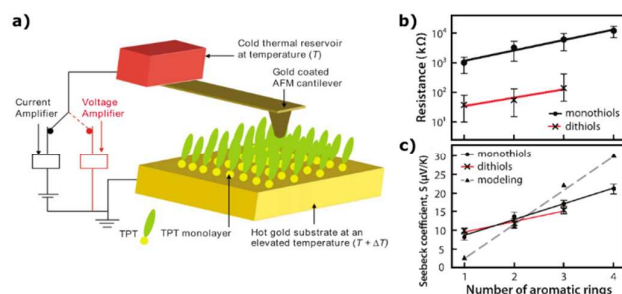 a)
Cold thermal reservoir
at temperature (T)
Gold coated
AFM cantilever
Current
Amplifier
Voltage
Amplifier
TPT
TPT monolayer
Hot gold substrate at an
elevated temperature (T + ΔT)
b)
Resistance (kΩ)
10⁴
10³
10²
10¹
monothiols
dithiols
c)
Seebeck coefficient, S (μV/K)
30
25
20
15
10
5
0
monothiols
dithiols
modeling
1 2 3 4
Number of aromatic rings